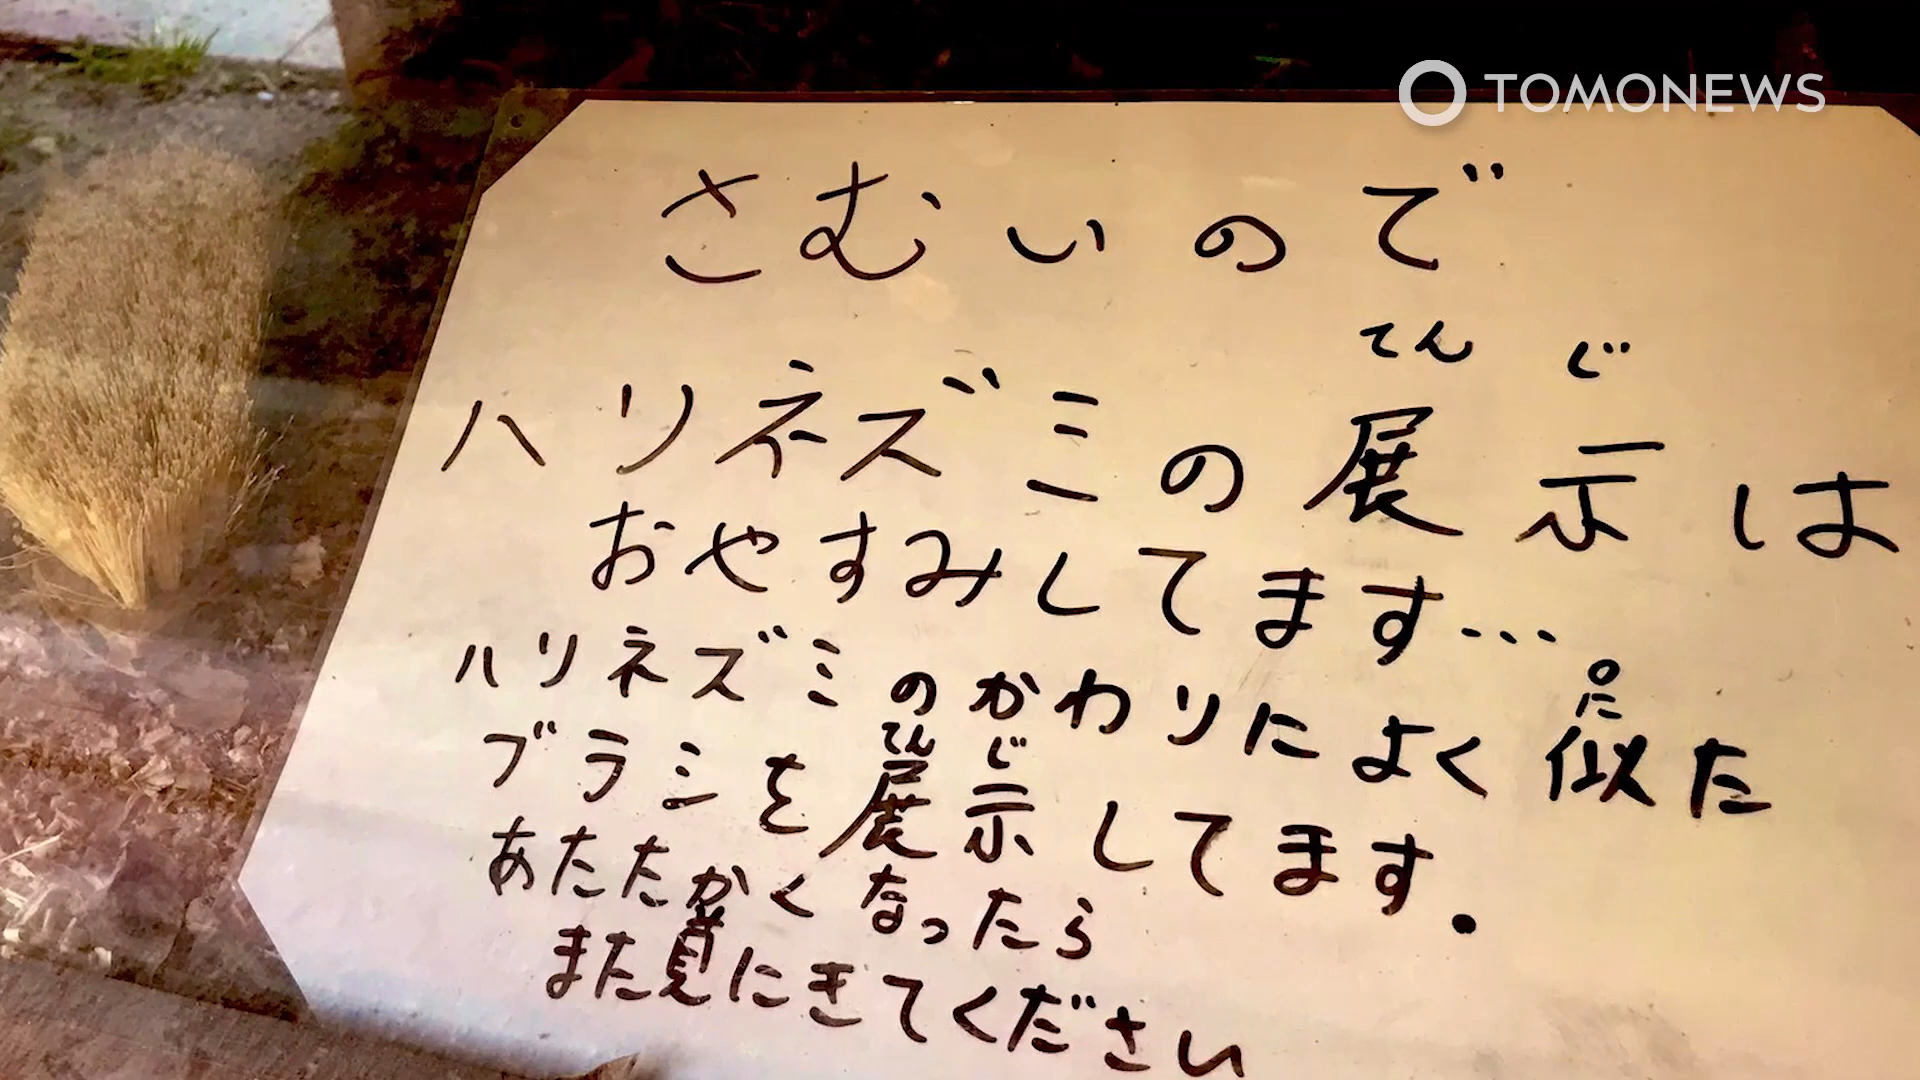 TOMONEWS
さむいので
てんじ
ハリネズミの展示は
おやすみしてます…
ハリネズミのかわりによく似た
に
てんじ
ブラシを展示してます.
あたたかくなったら
み
また見にきてください